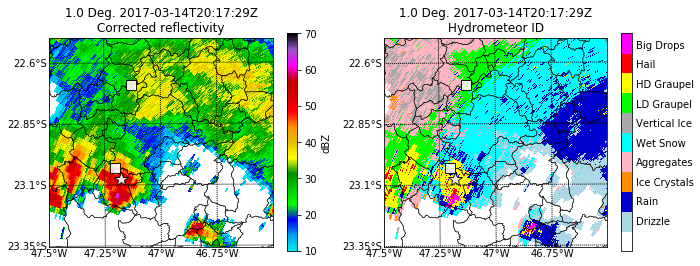 1.0 Deg. 2017-03-14T20:17:29Z
Corrected reflectivity
22.6°S
22.85°S
23.1°S
23.35°S
47.5°W
47.25°W
47°W
46.75°W
70
60
50
40
30
20
10
dBZ
1.0 Deg. 2017-03-14T20:17:29Z
Hydrometeor ID
22.6°S
22.85°S
23.1°S
23.35°S
47.5°W
47.25°W
47°W
46.75°W
Big Drops
Hail
HD Graupel
LD Graupel
Vertical Ice
Wet Snow
Aggregates
Ice Crystals
Rain
Drizzle